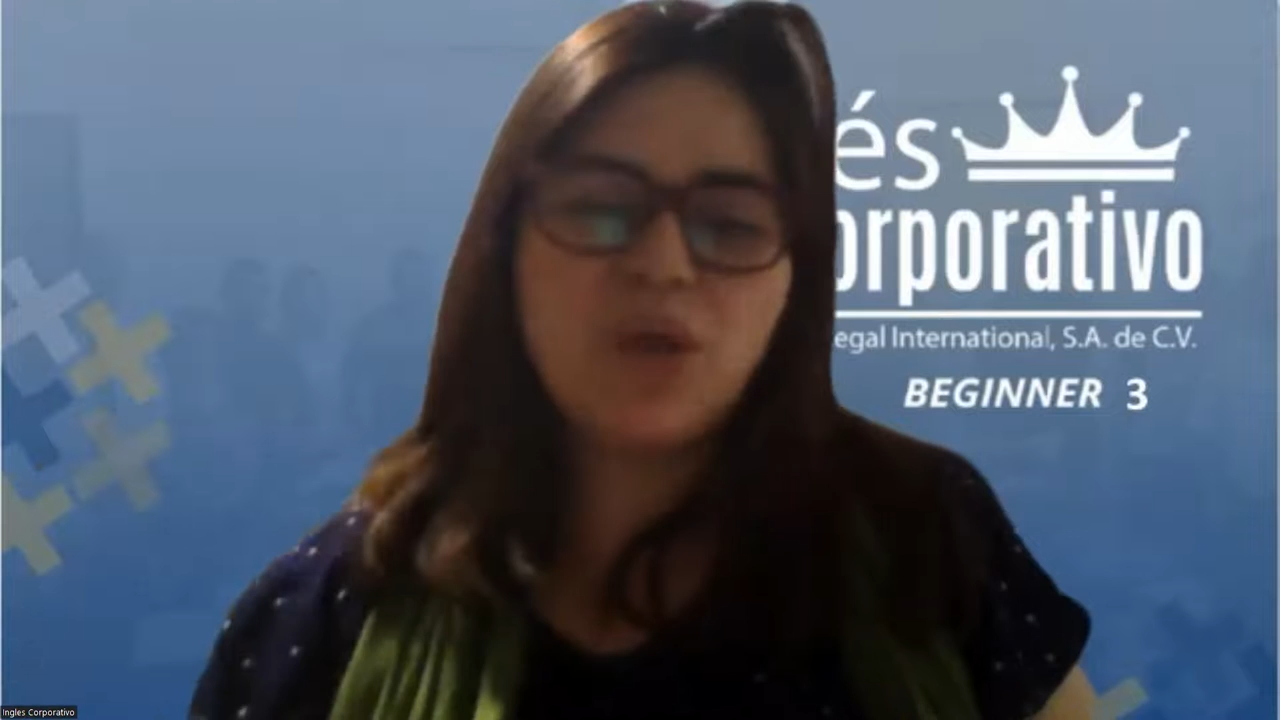 és
orporativo
egal International, S.A. de C.V.
BEGINNER 3
Ingles Corporativo